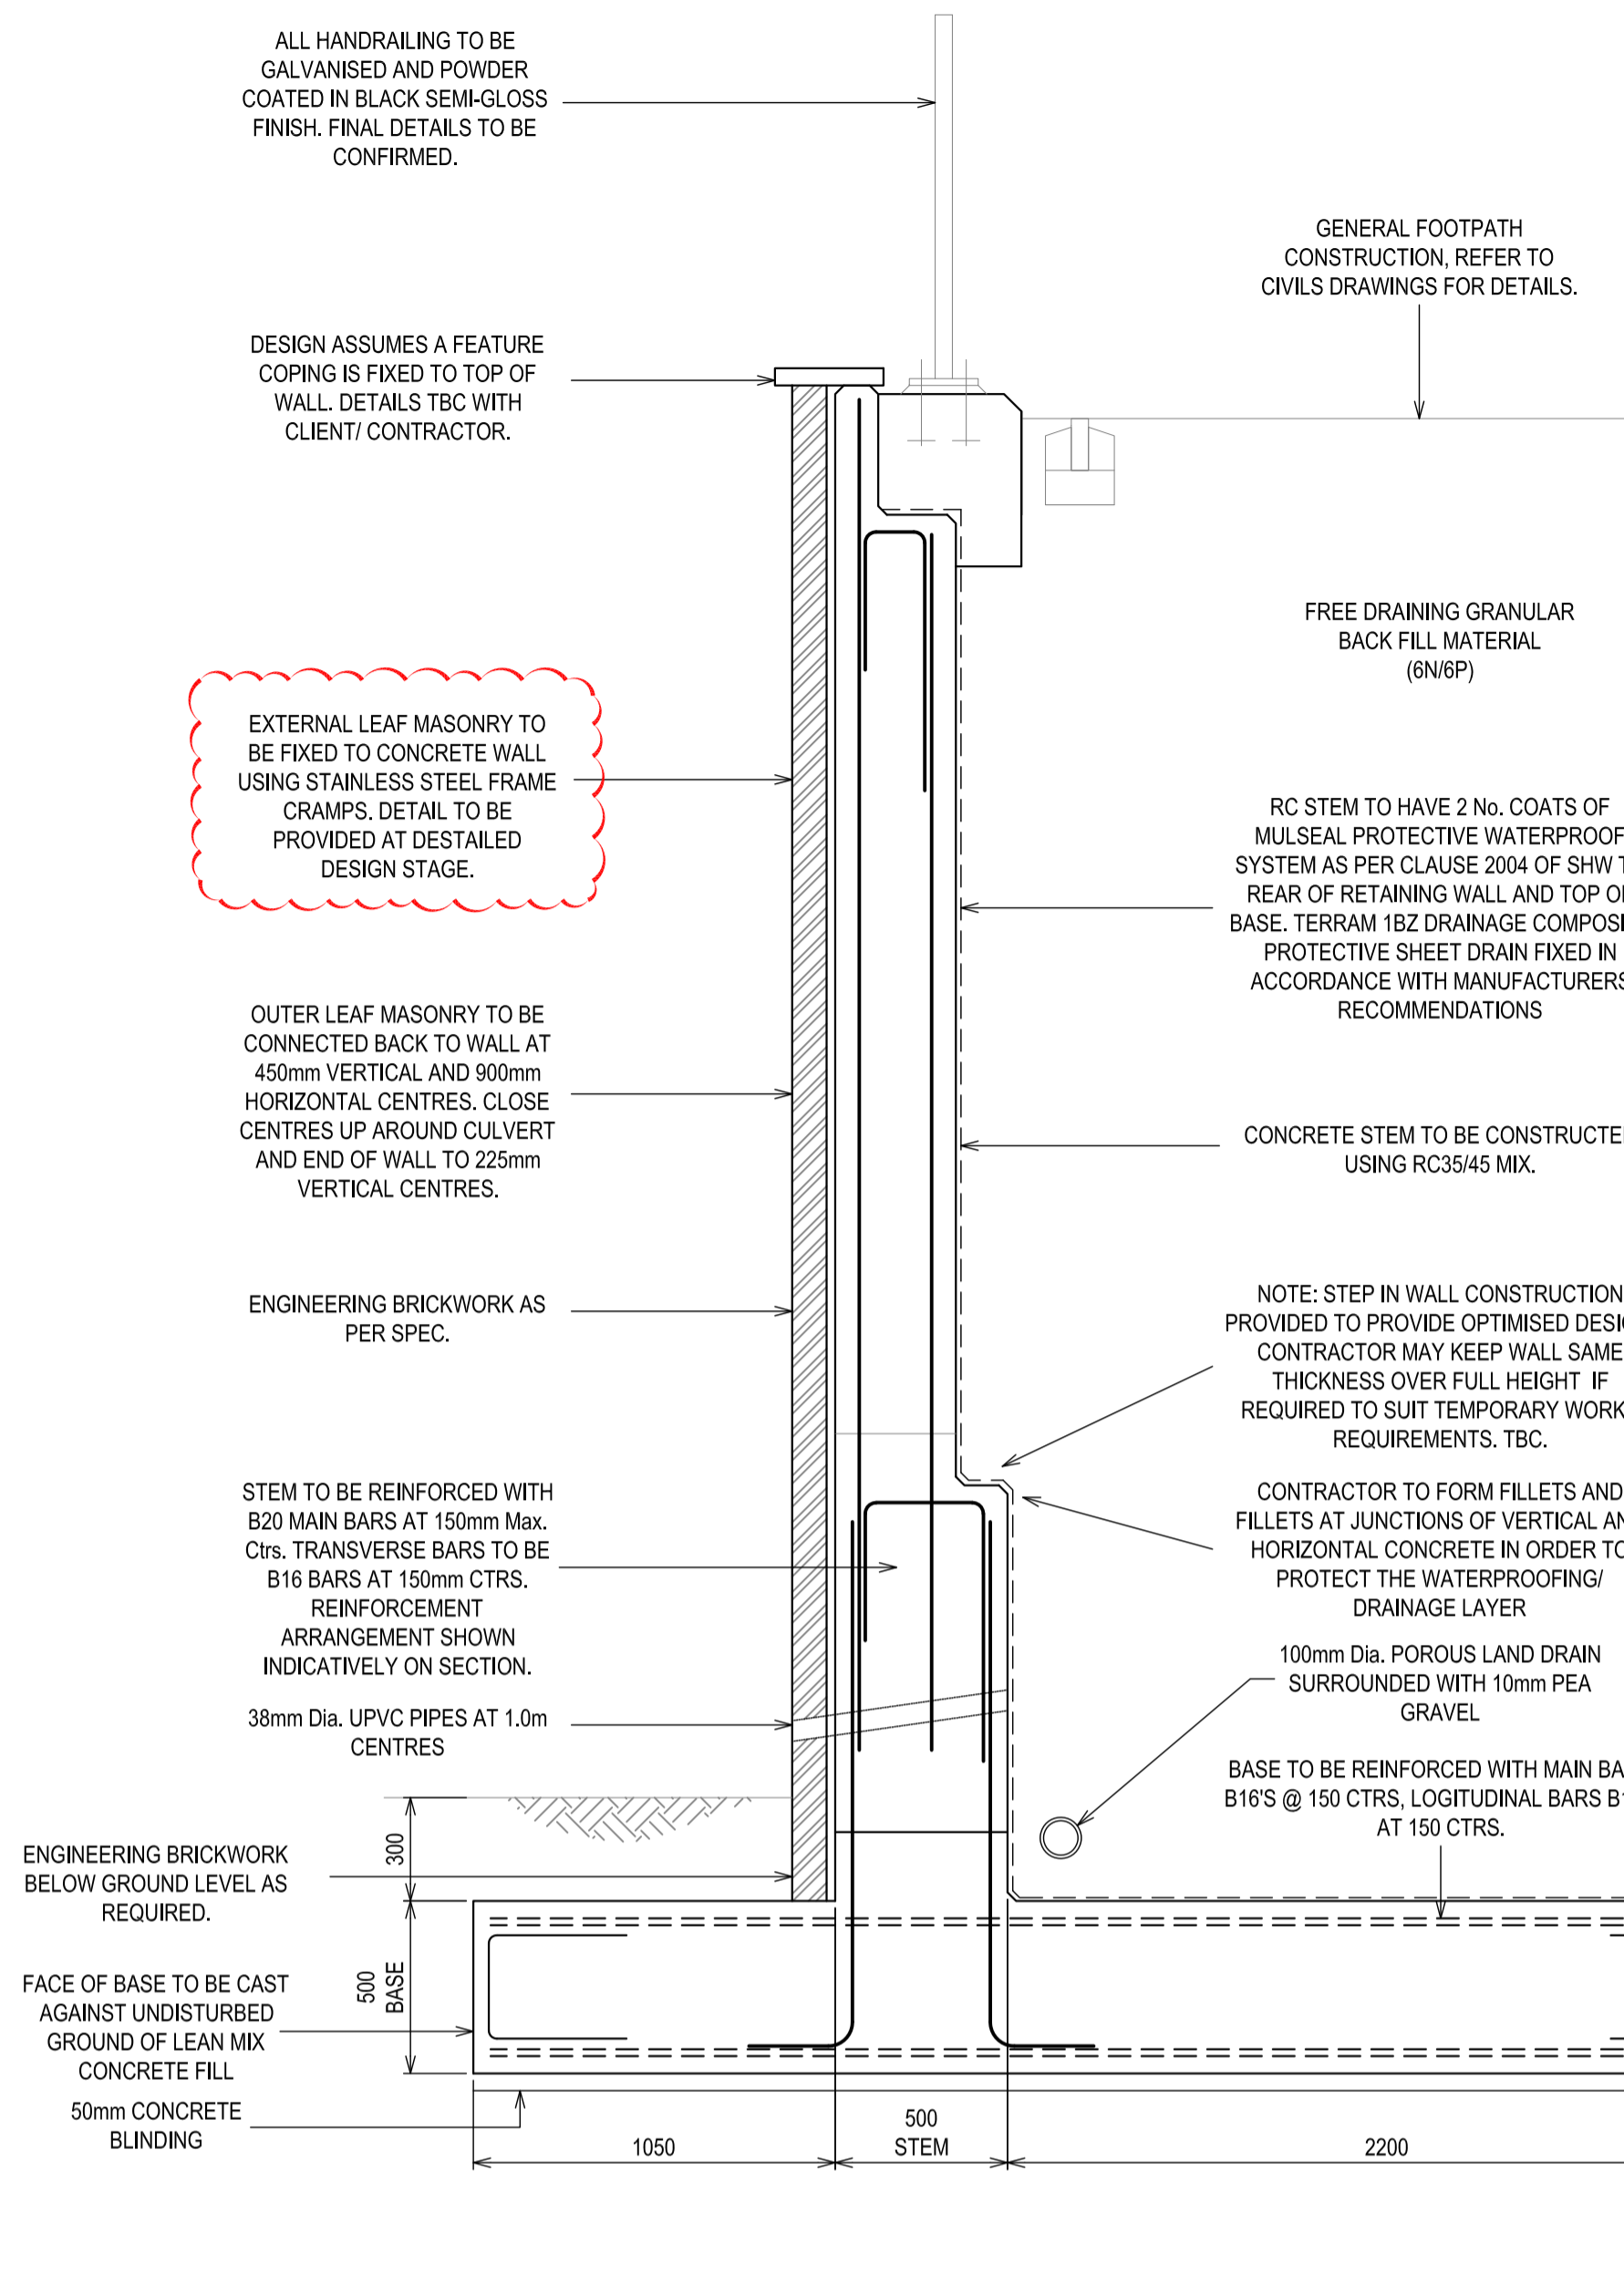 ALL HANDRAILING TO BE
GALVANISED AND POWDER
COATED IN BLACK SEMI-GLOSS
FINISH. FINAL DETAILS TO BE
CONFIRMED.
GENERAL FOOTPATH
CONSTRUCTION, REFER TO
CIVILS DRAWINGS FOR DETAILS.
DESIGN ASSUMES A FEATURE
COPING IS FIXED TO TOP OF
WALL. DETAILS TBC WITH
CLIENT/ CONTRACTOR.
FREE DRAINING GRANULAR
BACK FILL MATERIAL
(6N/6P)
EXTERNAL LEAF MASONRY TO
BE FIXED TO CONCRETE WALL
USING STAINLESS STEEL FRAME
CRAMPS. DETAIL TO BE
PROVIDED AT DESTAILED
DESIGN STAGE.
RC STEM TO HAVE 2 No. COATS OF
MULSEAL PROTECTIVE WATERPROOF
SYSTEM AS PER CLAUSE 2004 OF SHW
REAR OF RETAINING WALL AND TOP
BASE. TERRAM 1BZ DRAINAGE
PROTECTIVE SHEET DRAIN FIXED IN
ACCORDANCE WITH MANUFACTURERS
RECOMMENDATIONS
OUTER LEAF MASONRY TO BE
CONNECTED BACK TO WALL AT
450mm VERTICAL AND 900mm
HORIZONTAL CENTRES. CLOSE
CENTRES UP AROUND CULVERT
AND END OF WALL TO 225mm
VERTICAL CENTRES.
CONCRETE STEM TO BE
USING RC35/45 MIX.
ENGINEERING BRICKWORK AS
PER SPEC.
NOTE: STEP IN WALL CONSTRUCTION
PROVIDED TO PROVIDE OPTIMISED
CONTRACTOR MAY KEEP WALL SAME
THICKNESS OVER FULL HEIGHT IF
REQUIRED TO SUIT TEMPORARY
REQUIREMENTS. TBC.
STEM TO BE REINFORCED WITH
B20 MAIN BARS AT 150mm Max.
Ctrs. TRANSVERSE BARS TO BE
B16 BARS AT 150mm CTRS.
REINFORCEMENT
ARRANGEMENT SHOWN
INDICATIVELY ON SECTION.
CONTRACTOR TO FORM FILLETS AND
FILLETS AT JUNCTIONS OF VERTICAL
HORIZONTAL CONCRETE IN ORDER TO
PROTECT THE WATERPROOFING/
DRAINAGE LAYER
100mm Dia. POROUS LAND DRAIN
SURROUNDED WITH 10mm PEA
GRAVEL
38mm Dia. UPVC PIPES AT 1.0m
CENTRES
BASE TO BE REINFORCED WITH MAIN
B16'S @ 150 CTRS, LOGITUDINAL BARS
AT 150 CTRS.
300
ENGINEERING BRICKWORK
BELOW GROUND LEVEL AS
REQUIRED.
500
BASE
FACE OF BASE TO BE CAST
AGAINST UNDISTURBED
GROUND OF LEAN MIX
CONCRETE FILL
50mm CONCRETE
BLINDING
1050
500
STEM
2200